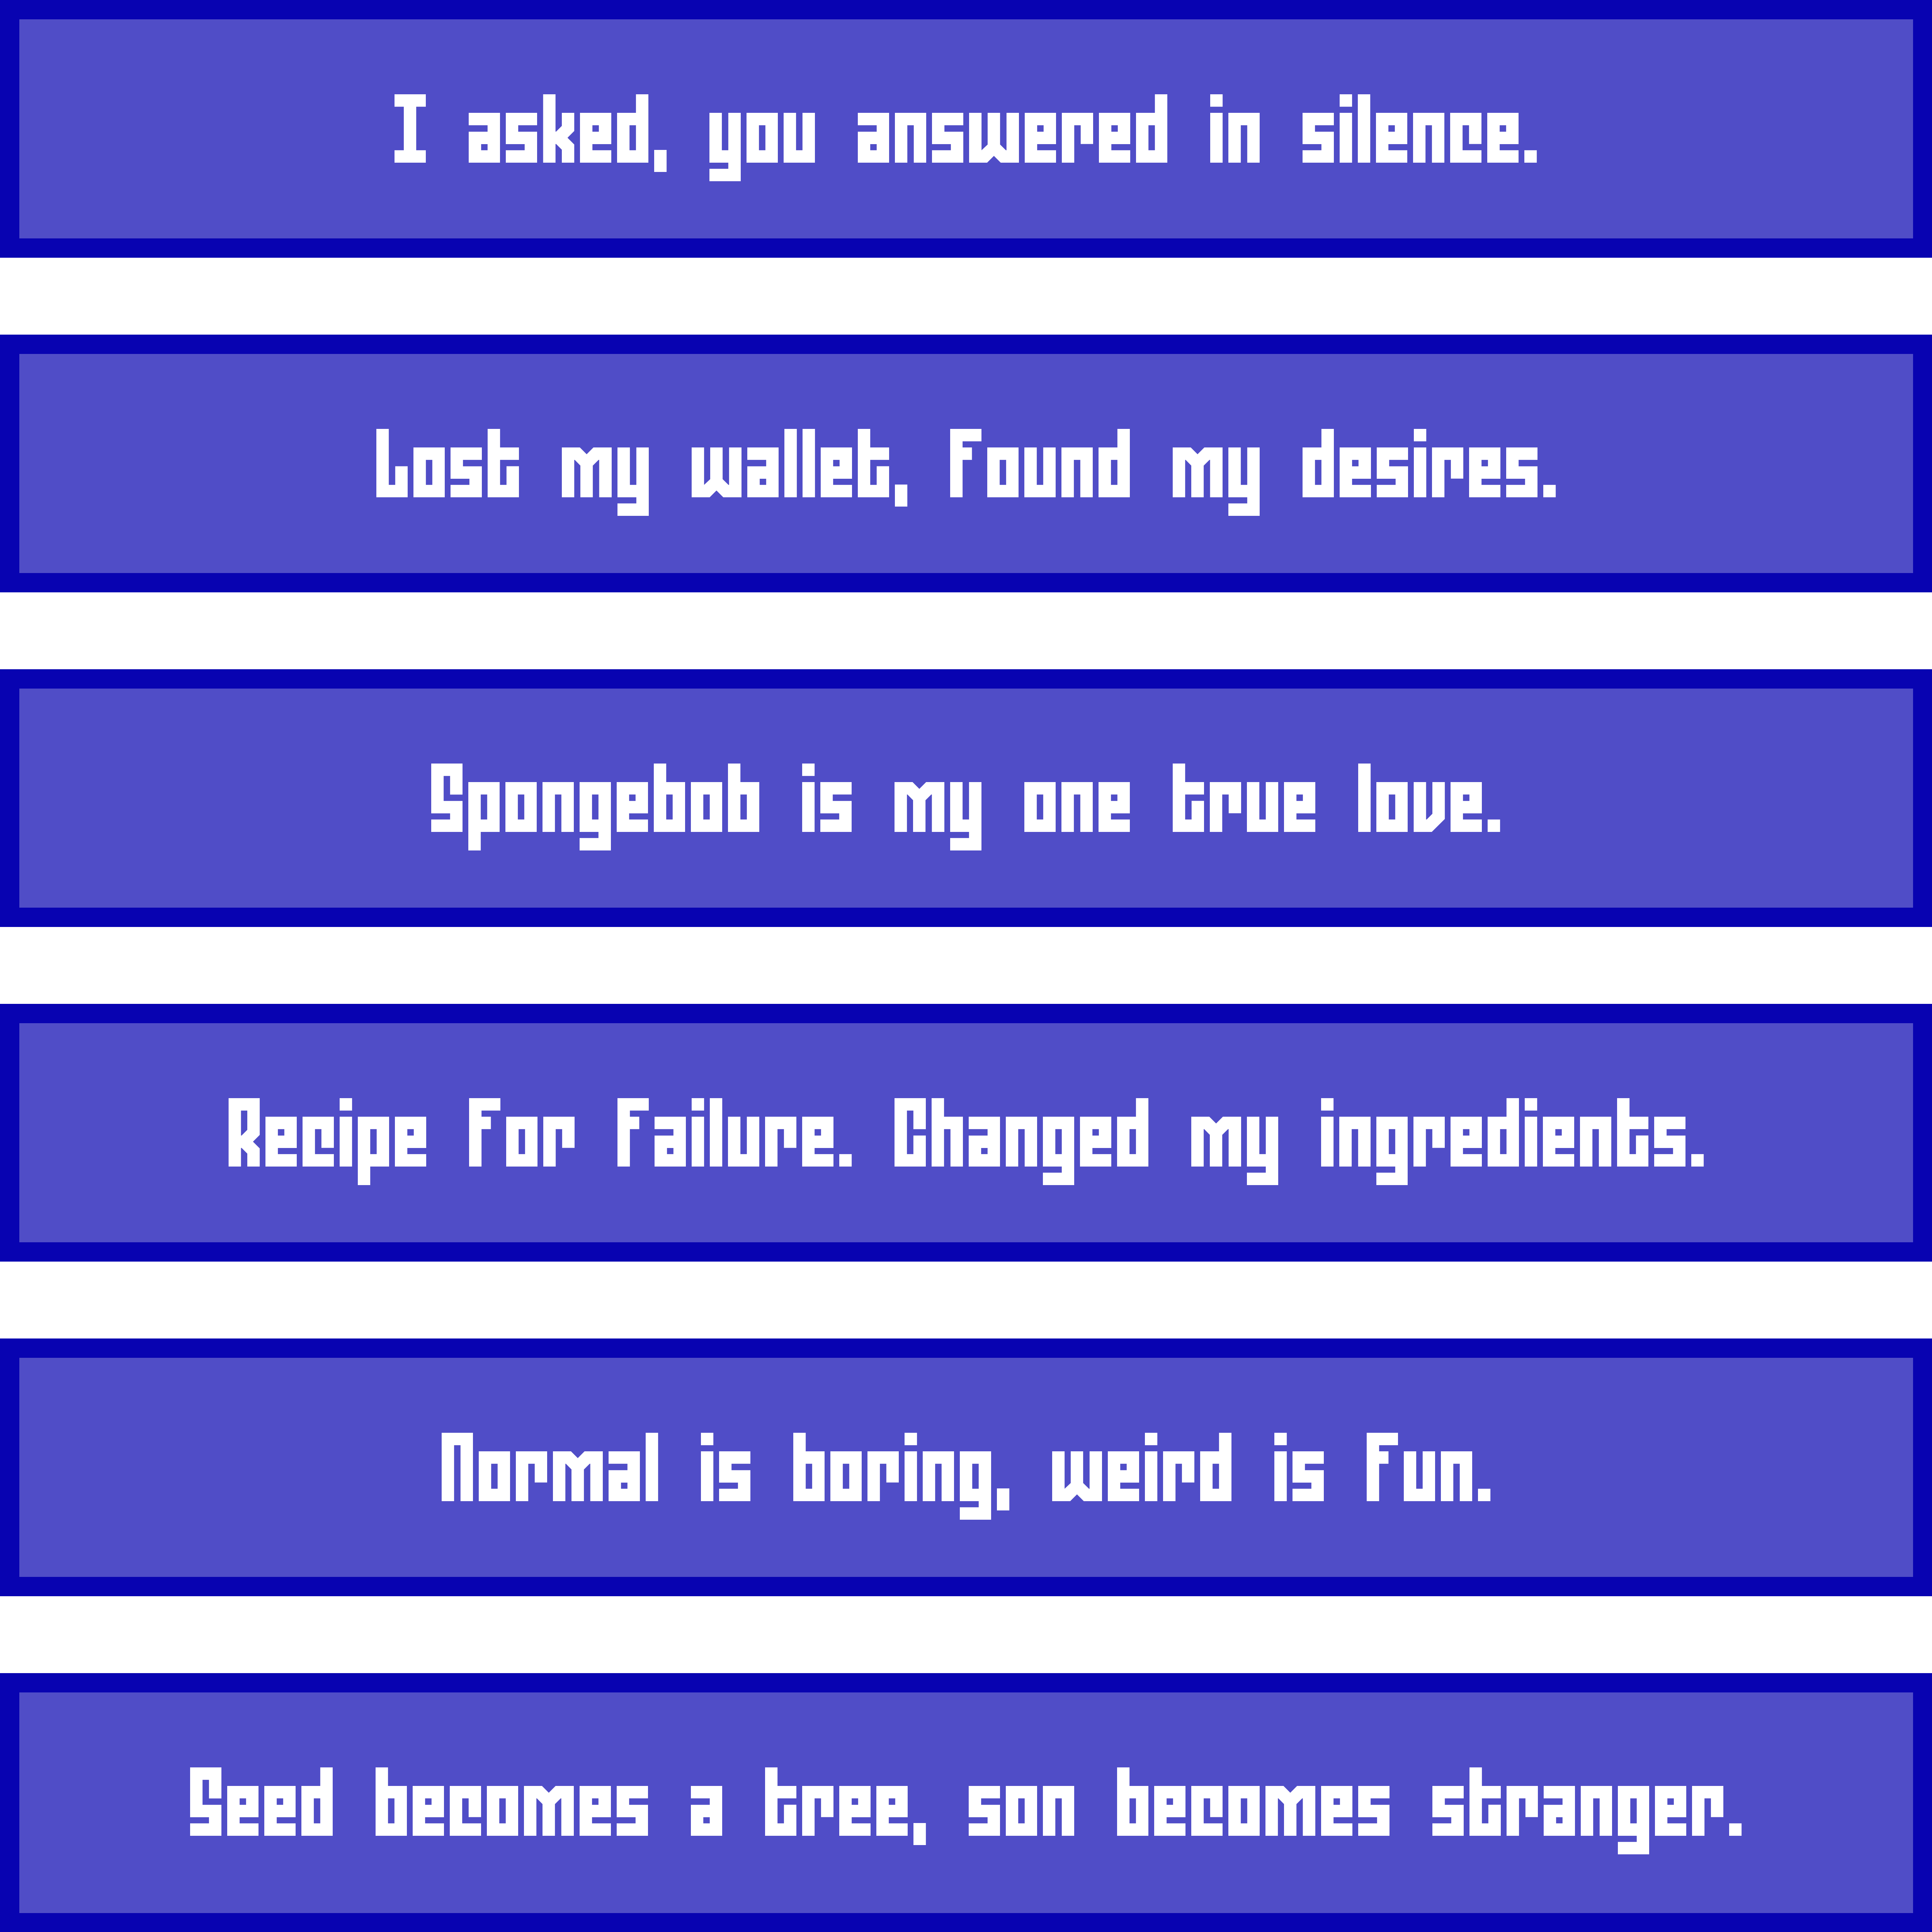 I asked, you answered in silence.
Lost my wallet, found my desires.
Spongebob is my one true love.
Recipe for failure. Changed my ingredients.
Normal is boring, weird is fun.
Seed becomes a tree, son becomes stranger.